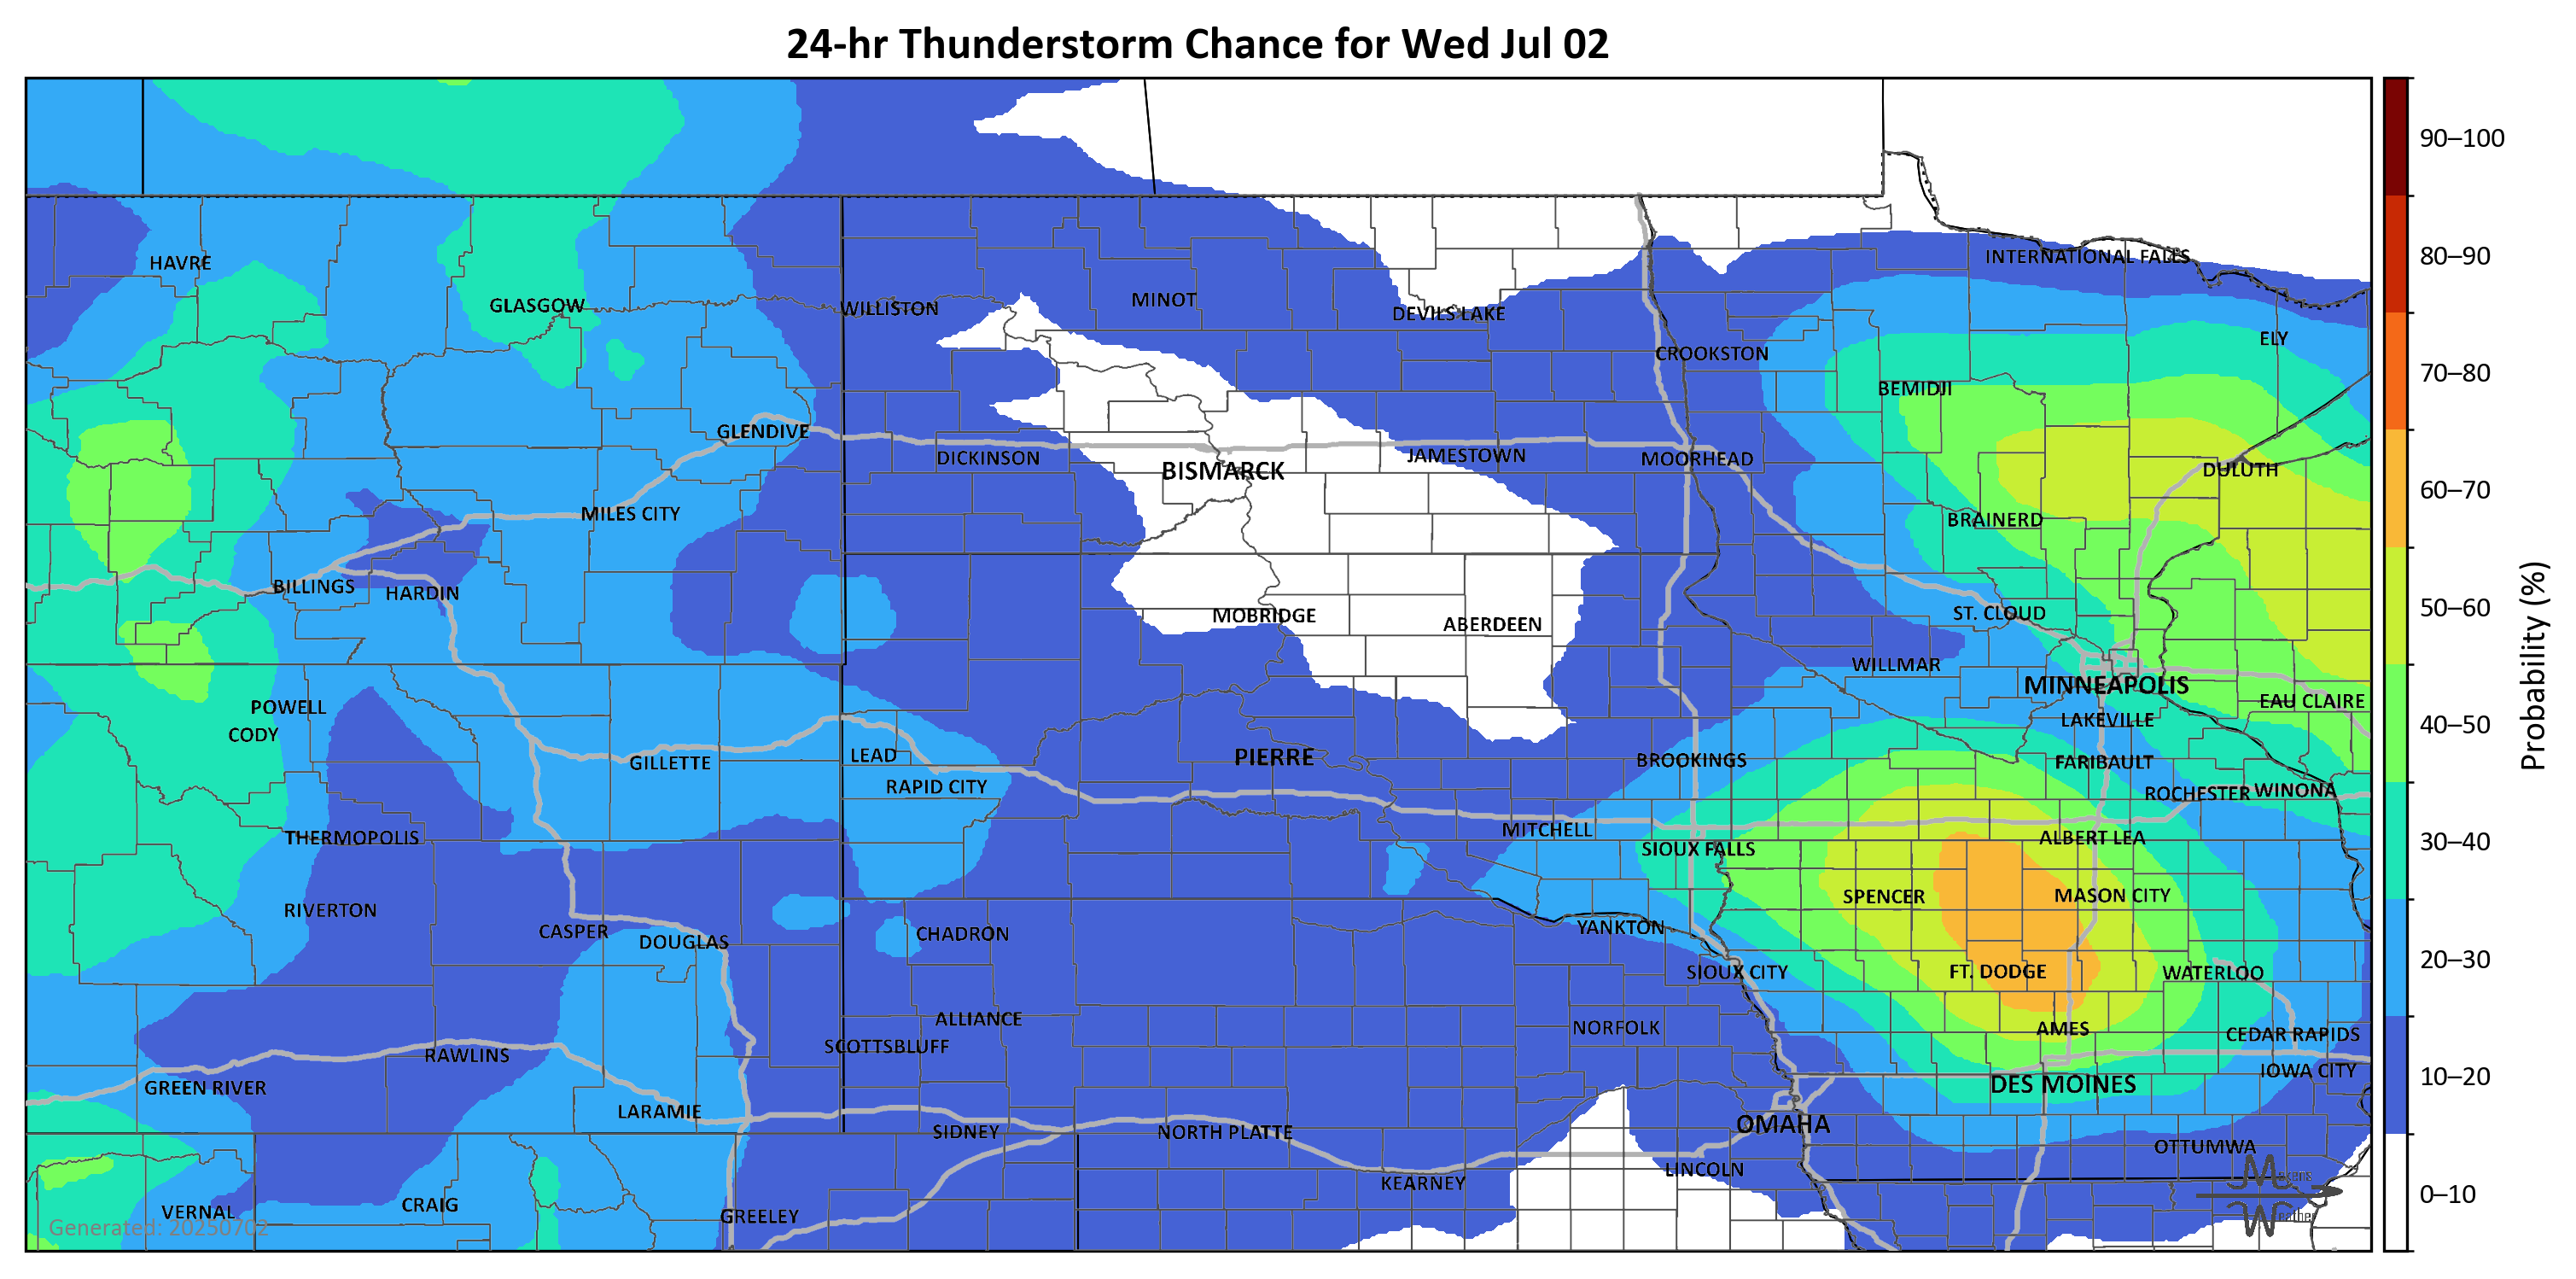 24-hr Thunderstorm Chance for Wed Jul 02
90–100
INTERNATIONAL FALLS
80–90
HAVRE
MINOT
GLASGOW
WILLISTON
DEVILS LAKE
ELY
CROOKSTON
70–80
BEMIDJI
GLENDIVE
DICKINSON
BISMARCK
JAMESTOWN
MOORHEAD
DULUTH
60–70
MILES CITY
BRAINERD
BILLINGS
HARDIN
MOBRIDGE
ABERDEEN
ST. CLOUD
50–60
WILLMAR
MINNEAPOLIS
EAU CLAIRE
POWELL
LAKEVILLE
CODY
40–50
Probability (%)
LEAD
GILLETTE
PIERRE
BROOKINGS
FARIBAULT
RAPID CITY
ROCHESTER
WINONA
THERMOPOLIS
MITCHELL
ALBERT LEA
30–40
SIOUX FALLS
SPENCER
MASON CITY
RIVERTON
CASPER
DOUGLAS
CHADRON
YANKTON
20–30
SIOUX CITY
FT. DODGE
WATERLOO
ALLIANCE
NORFOLK
AMES
CEDAR RAPIDS
SCOTTSBLUFF
RAWLINS
IOWA CITY
10–20
GREEN RIVER
DES MOINES
LARAMIE
OMAHA
SIDNEY
NORTH PLATTE
OTTUMWA
LINCOLN
KEARNEY
0–10
VERNAL
CRAIG
GREELEY
Generated: 20250702